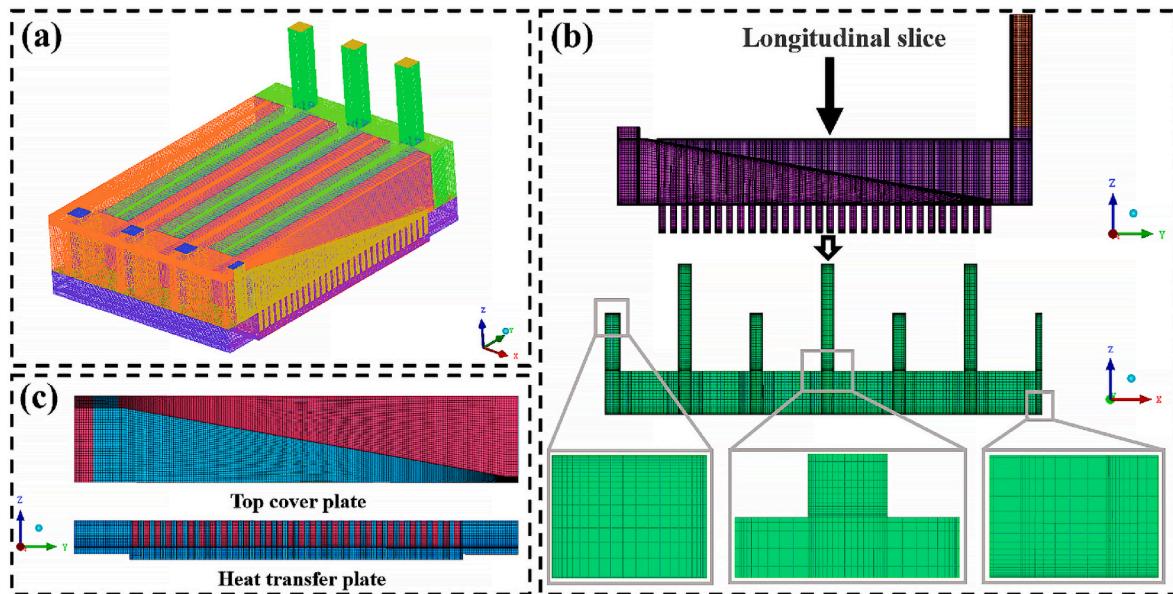 (a)
Z
Y
X
(b)
Longitudinal slice
Z
Y
Z
X
(c)
Top cover plate
Z
Y
Heat transfer plate